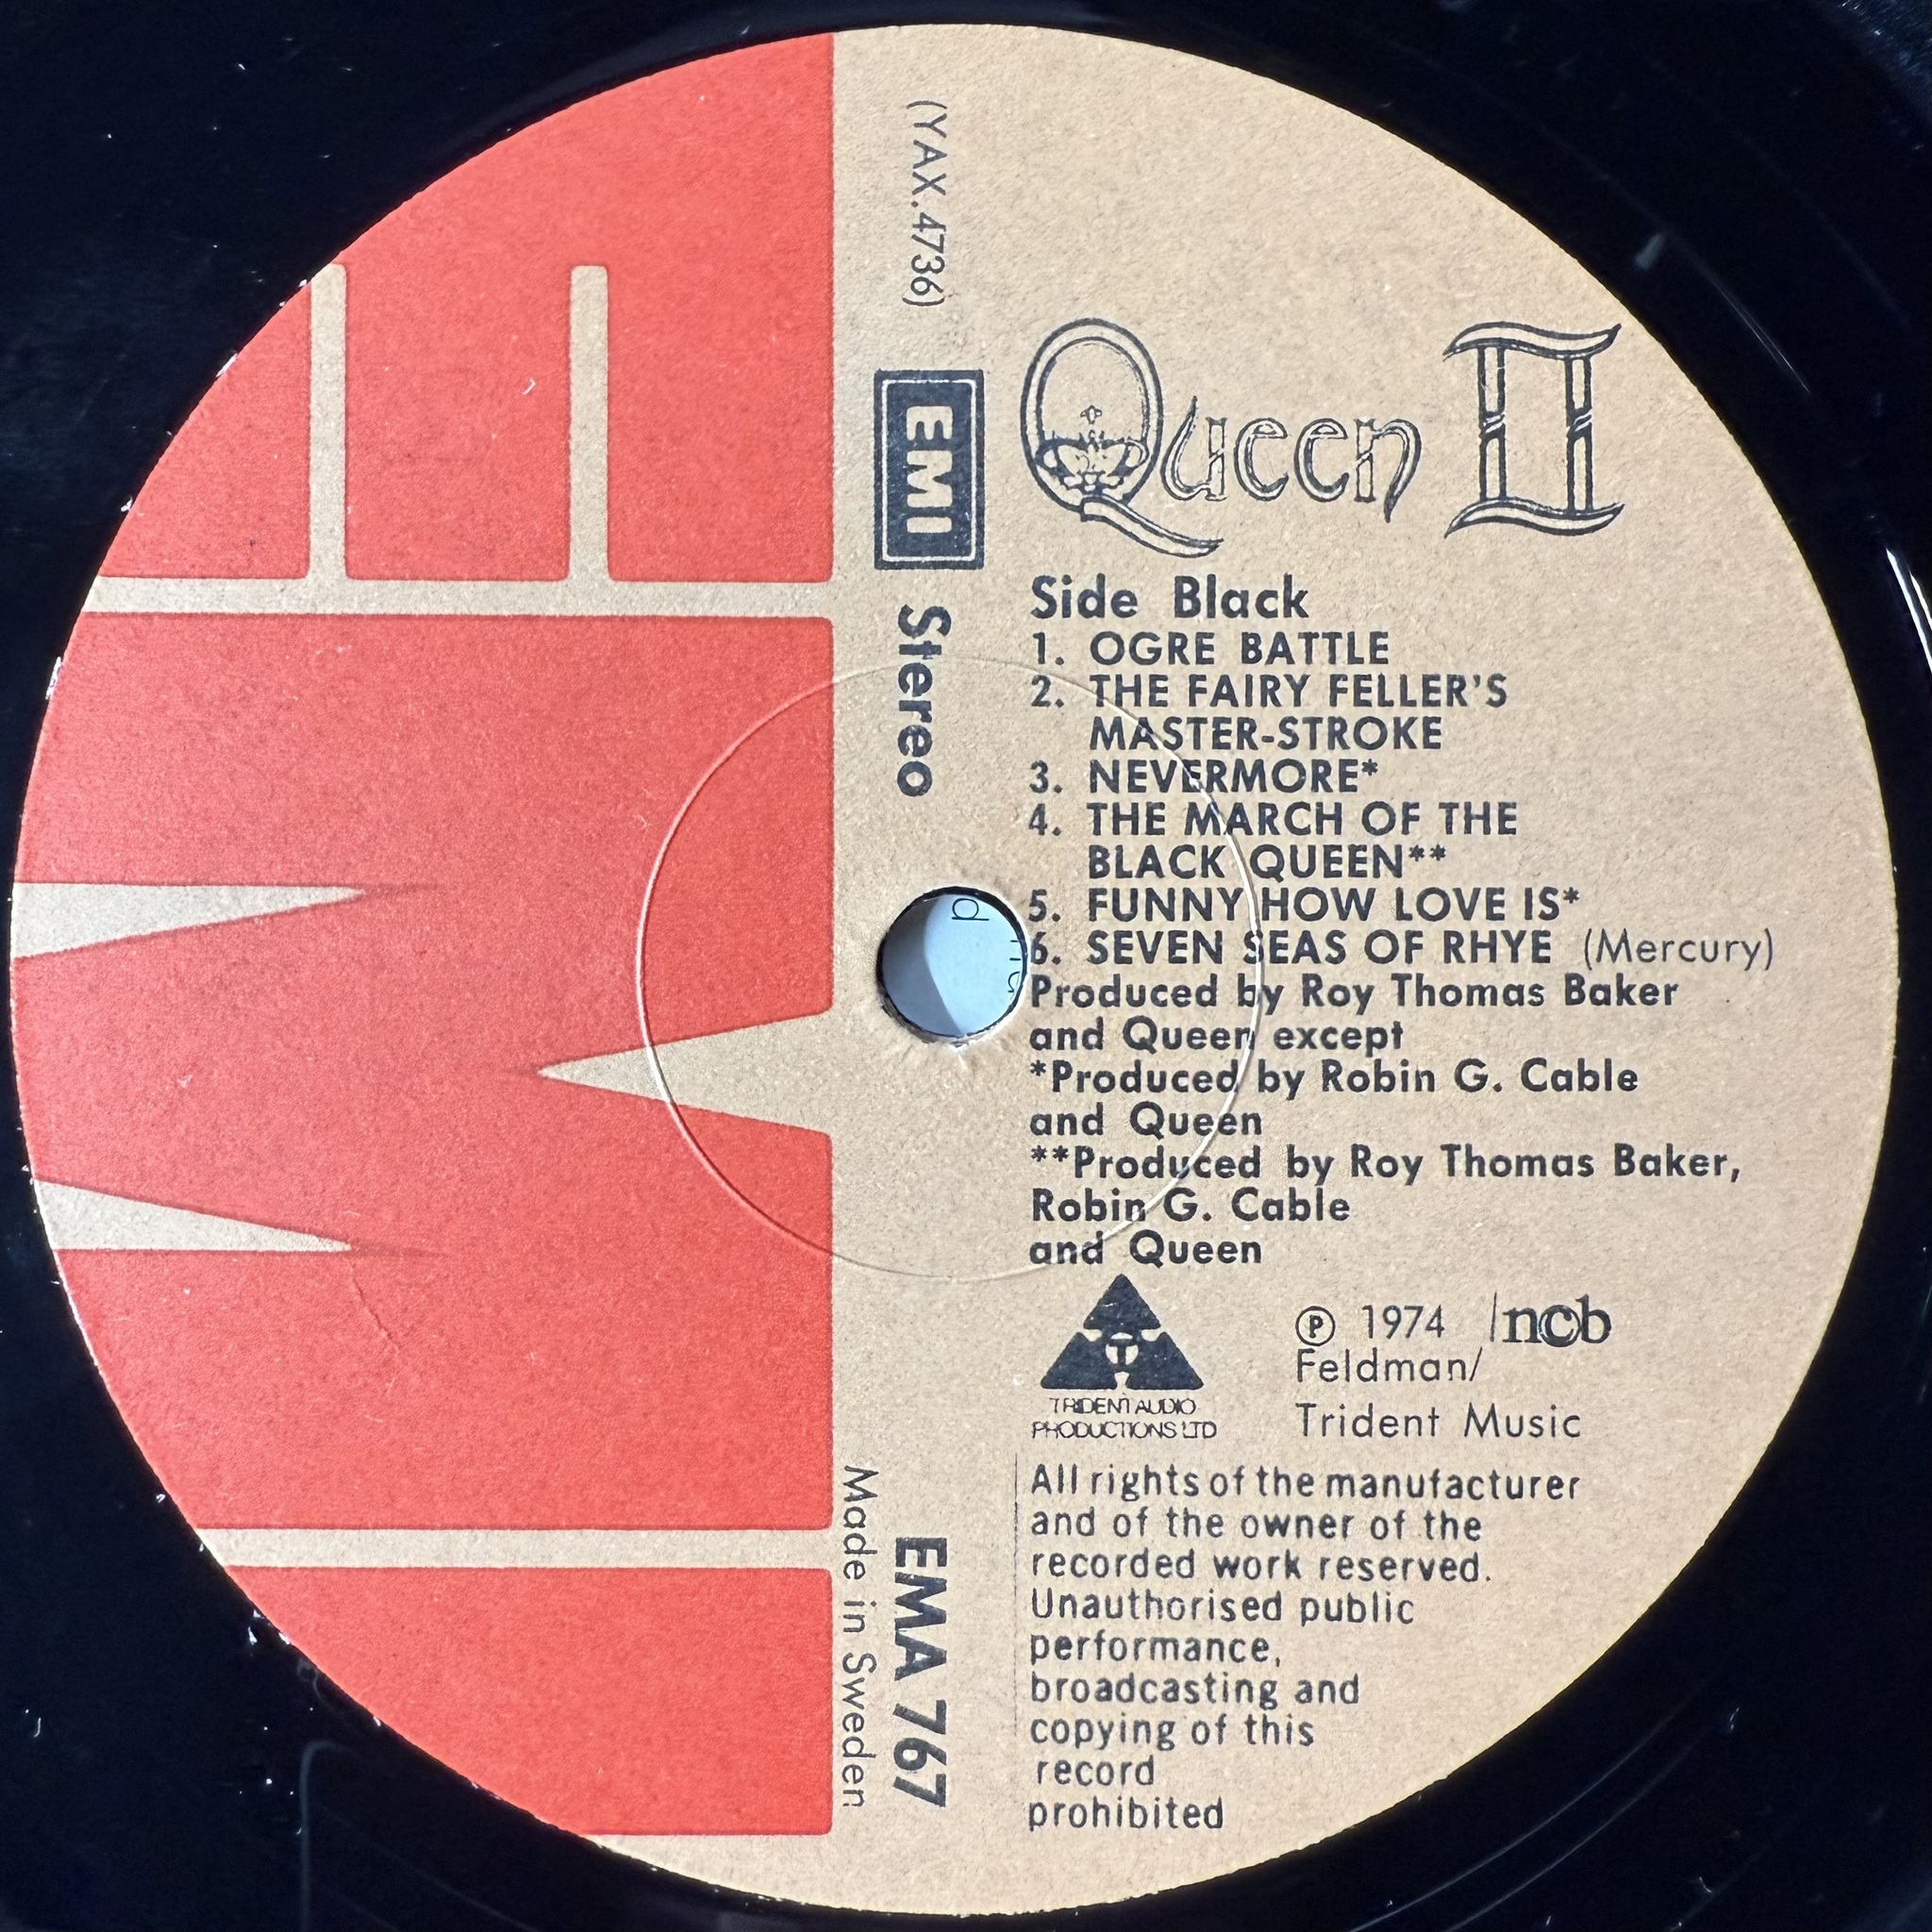 (YAX.4736)
EMI
Stereo
Queen II
Side Black
1. OGRE BATTLE
2. THE FAIRY FELLER'S
MASTER-STROKE
3. NEVERMORE*
4. THE MARCH OF THE
BLACK QUEEN**
5. FUNNY HOW LOVE IS*
6. SEVEN SEAS OF RHYE (Mercury)
Produced by Roy Thomas Baker
and Queen except
*Produced by Robin G. Cable
and Queen
**Produced by Roy Thomas Baker,
Robin G. Cable
and Queen
TRIDENT AUDIO
PRODUCTIONS LTD
Ⓟ 1974 /ncb
Feldman/
Trident Music
All rights of the manufacturer
and of the owner of the
recorded work reserved.
Unauthorised public
performance,
broadcasting and
copying of this
record
prohibited
EMA 767
Made in Sweden